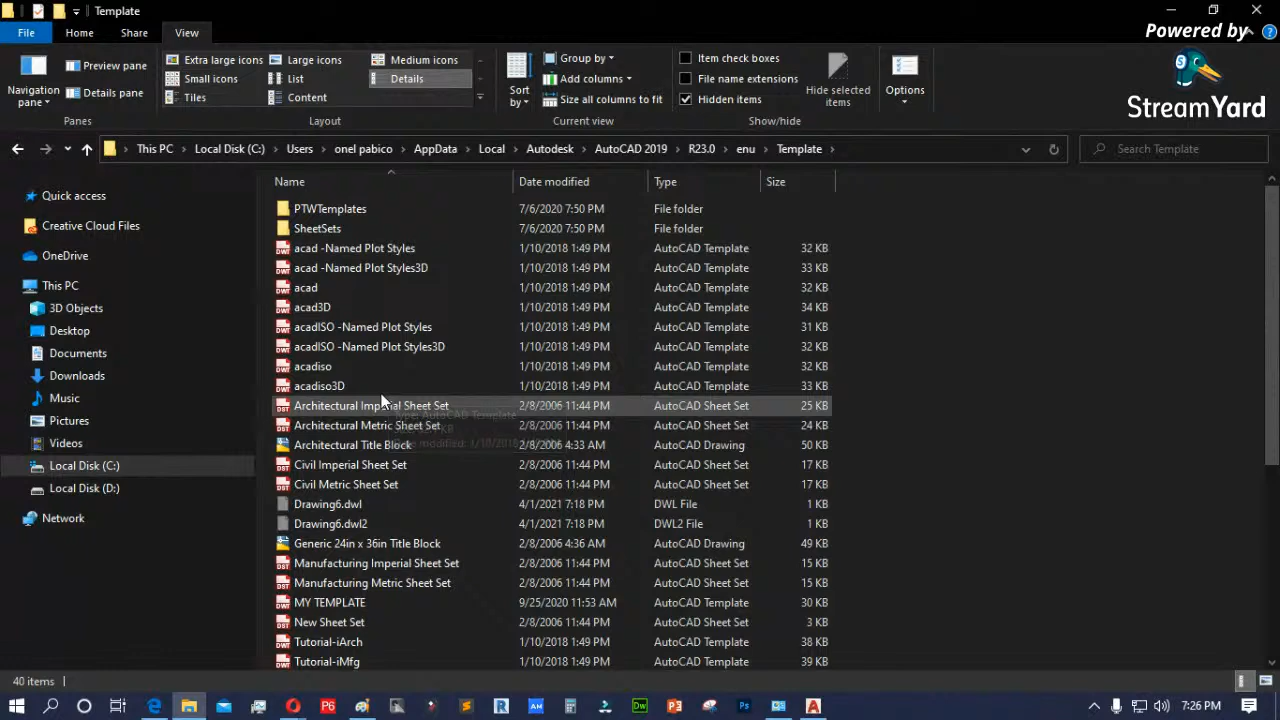 Template
File Home Share View
Powered by
StreamYard
Navigation pane
Preview pane
Details pane
Panes
Extra large icons Large icons Medium icons
Small icons List Details
Tiles Content
Layout
Sort by
Group by
Add columns
Size all columns to fit
Current view
Item check boxes
File name extensions
Hidden items
Hide selected items
Show/hide
Options
This PC Local Disk (C:) Users onel pabico AppData Local Autodesk AutoCAD 2019 R23.0 enu Template
Search Template
Quick access
Creative Cloud Files
OneDrive
This PC
3D Objects
Desktop
Documents
Downloads
Music
Pictures
Videos
Local Disk (C:)
Local Disk (D:)
Network
Name Date modified Type Size
PTWTemplates 7/6/2020 7:50 PM File folder
SheetSets 7/6/2020 7:50 PM File folder
acad -Named Plot Styles 1/10/2018 1:49 PM AutoCAD Template 32 KB
acad -Named Plot Styles3D 1/10/2018 1:49 PM AutoCAD Template 33 KB
acad 1/10/2018 1:49 PM AutoCAD Template 32 KB
acad3D 1/10/2018 1:49 PM AutoCAD Template 34 KB
acadISO -Named Plot Styles 1/10/2018 1:49 PM AutoCAD Template 31 KB
acadISO -Named Plot Styles3D 1/10/2018 1:49 PM AutoCAD Template 32 KB
acadiso 1/10/2018 1:49 PM AutoCAD Template 32 KB
acadiso3D 1/10/2018 1:49 PM AutoCAD Template 33 KB
Architectural Imperial Sheet Set 2/8/2006 11:44 PM AutoCAD Sheet Set 25 KB
Architectural Metric Sheet Set 2/8/2006 11:44 PM AutoCAD Sheet Set 24 KB
Architectural Title Block 2/8/2006 4:33 AM AutoCAD Drawing 50 KB
Civil Imperial Sheet Set 2/8/2006 11:44 PM AutoCAD Sheet Set 17 KB
Civil Metric Sheet Set 2/8/2006 11:44 PM AutoCAD Sheet Set 17 KB
Drawing6.dwl 4/1/2021 7:18 PM DWL File 1 KB
Drawing6.dwl2 4/1/2021 7:18 PM DWL2 File 1 KB
Generic 24in x 36in Title Block 2/8/2006 4:36 AM AutoCAD Drawing 49 KB
Manufacturing Imperial Sheet Set 2/8/2006 11:44 PM AutoCAD Sheet Set 15 KB
Manufacturing Metric Sheet Set 2/8/2006 11:44 PM AutoCAD Sheet Set 15 KB
MY TEMPLATE 9/25/2020 11:53 AM AutoCAD Template 30 KB
New Sheet Set 2/8/2006 11:44 PM AutoCAD Sheet Set 3 KB
Tutorial-iArch 1/10/2018 1:49 PM AutoCAD Template 38 KB
Tutorial-iMfg 1/10/2018 1:49 PM AutoCAD Template 39 KB
40 items
7:26 PM